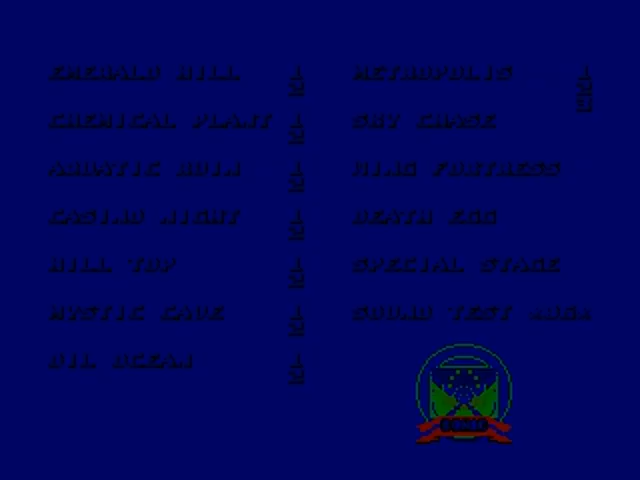 EMERALD HILL 1
2
CHEMICAL PLANT 1
2
AQUATIC RUIN 1
2
CASINO NIGHT 1
2
HILL TOP 1
2
MYSTIC CAVE 1
2
OIL OCEAN 1
2
METROPOLIS 1
2
3
SKY CHASE
WING FORTRESS
DEATH EGG
SPECIAL STAGE
SOUND TEST
SONIC